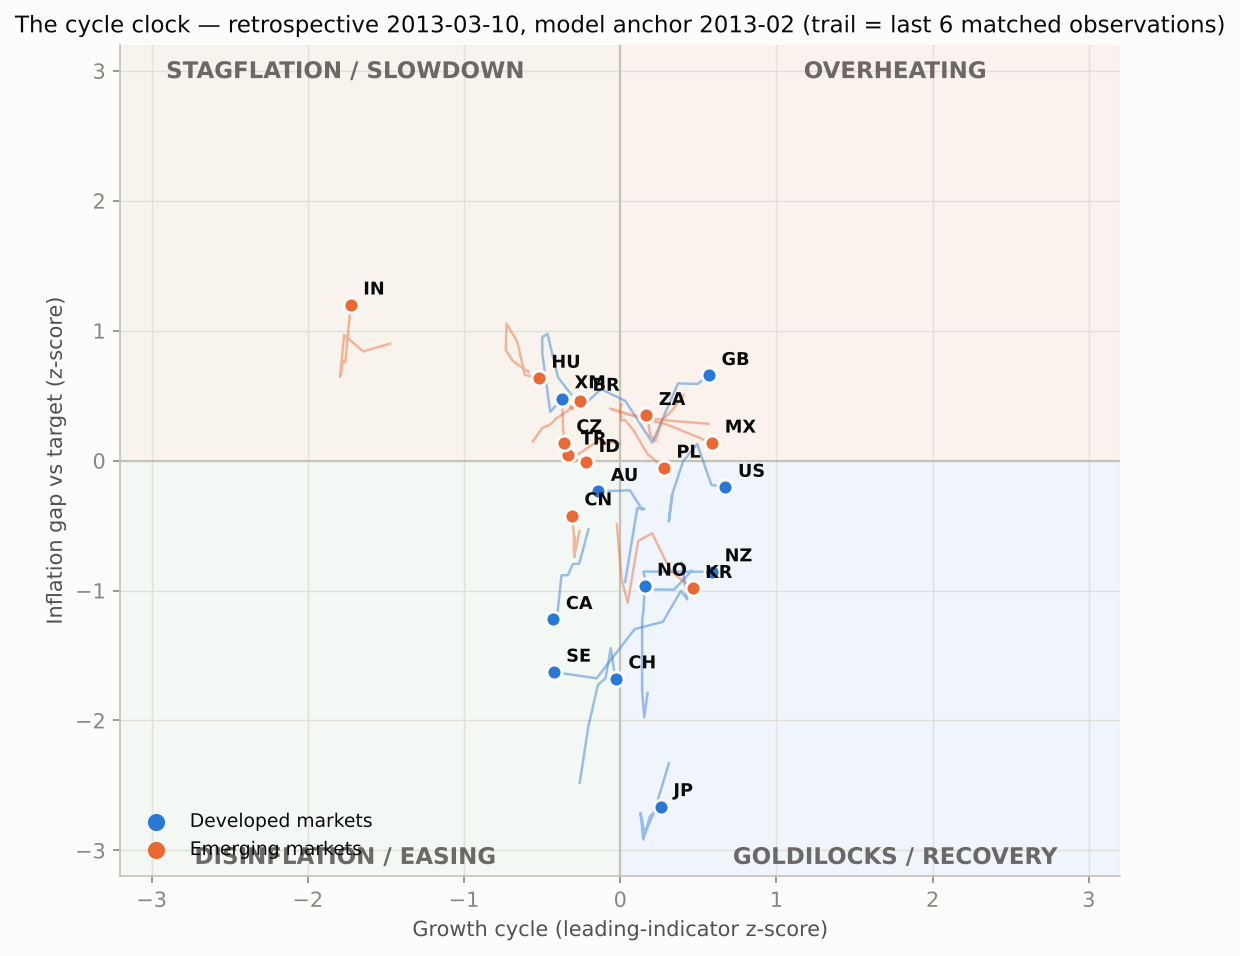 The cycle clock — retrospective 2013-03-10, model anchor 2013-02 (trail = last 6 matched observations)
STAGFLATION / SLOWDOWN
OVERHEATING
3
2
1
0
−1
−2
−3
Inflation gap vs target (z-score)
IN
HU
GB
XM
BR
ZA
CZ
MX
TR
ID
PL
AU
US
CN
NZ
NO
KR
CA
SE
CH
JP
Developed markets
Emerging markets
DISINFLATION / EASING
GOLDILOCKS / RECOVERY
−3
−2
−1
0
1
2
3
Growth cycle (leading-indicator z-score)